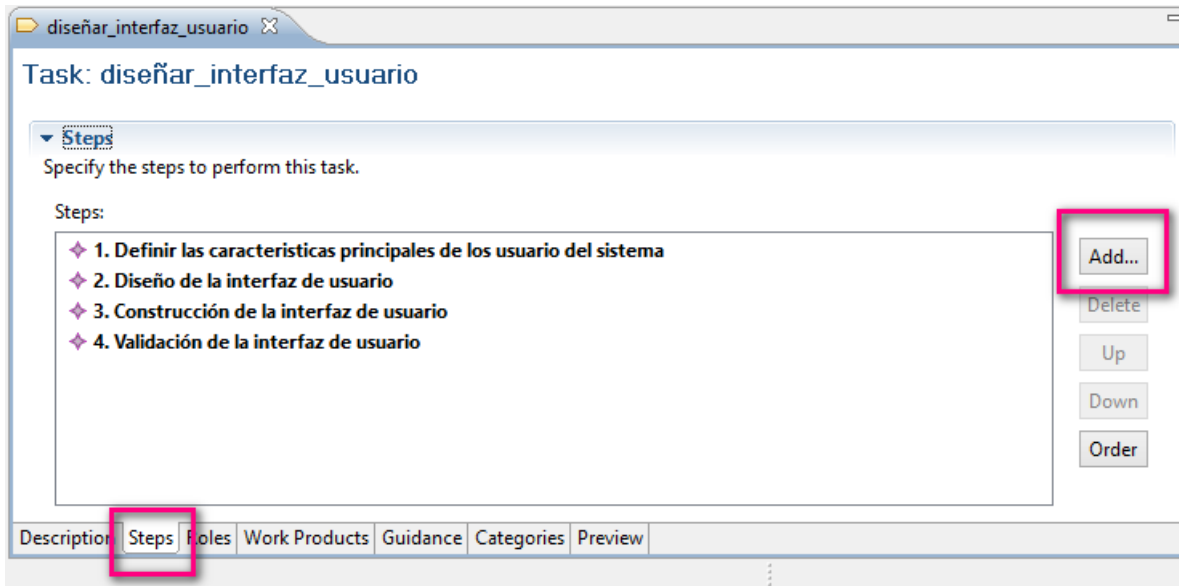 diseñar_interfaz_usuario
Task: diseñar_interfaz_usuario
Steps
Specify the steps to perform this task.
Steps:
1. Definir las caracteristicas principales de los usuario del sistema
2. Diseño de la interfaz de usuario
3. Construcción de la interfaz de usuario
4. Validación de la interfaz de usuario
Add...
Delete
Up
Down
Order
Description Steps Roles Work Products Guidance Categories Preview